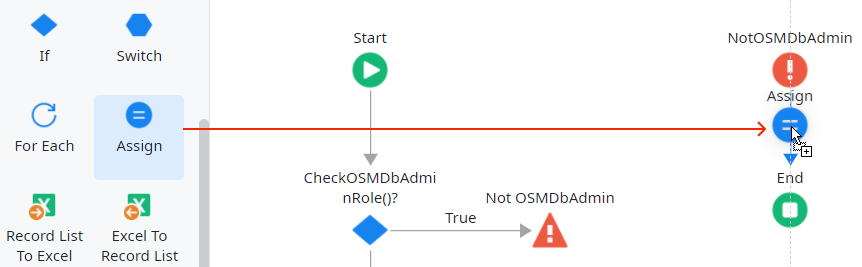 If
Switch
For Each
Assign
Record List
To Excel
Excel To
Record List
Start
CheckOSMDbAdmi
nRole()?
True
Not OSMDbAdmin
NotOSMDbAdmin
Assign
End